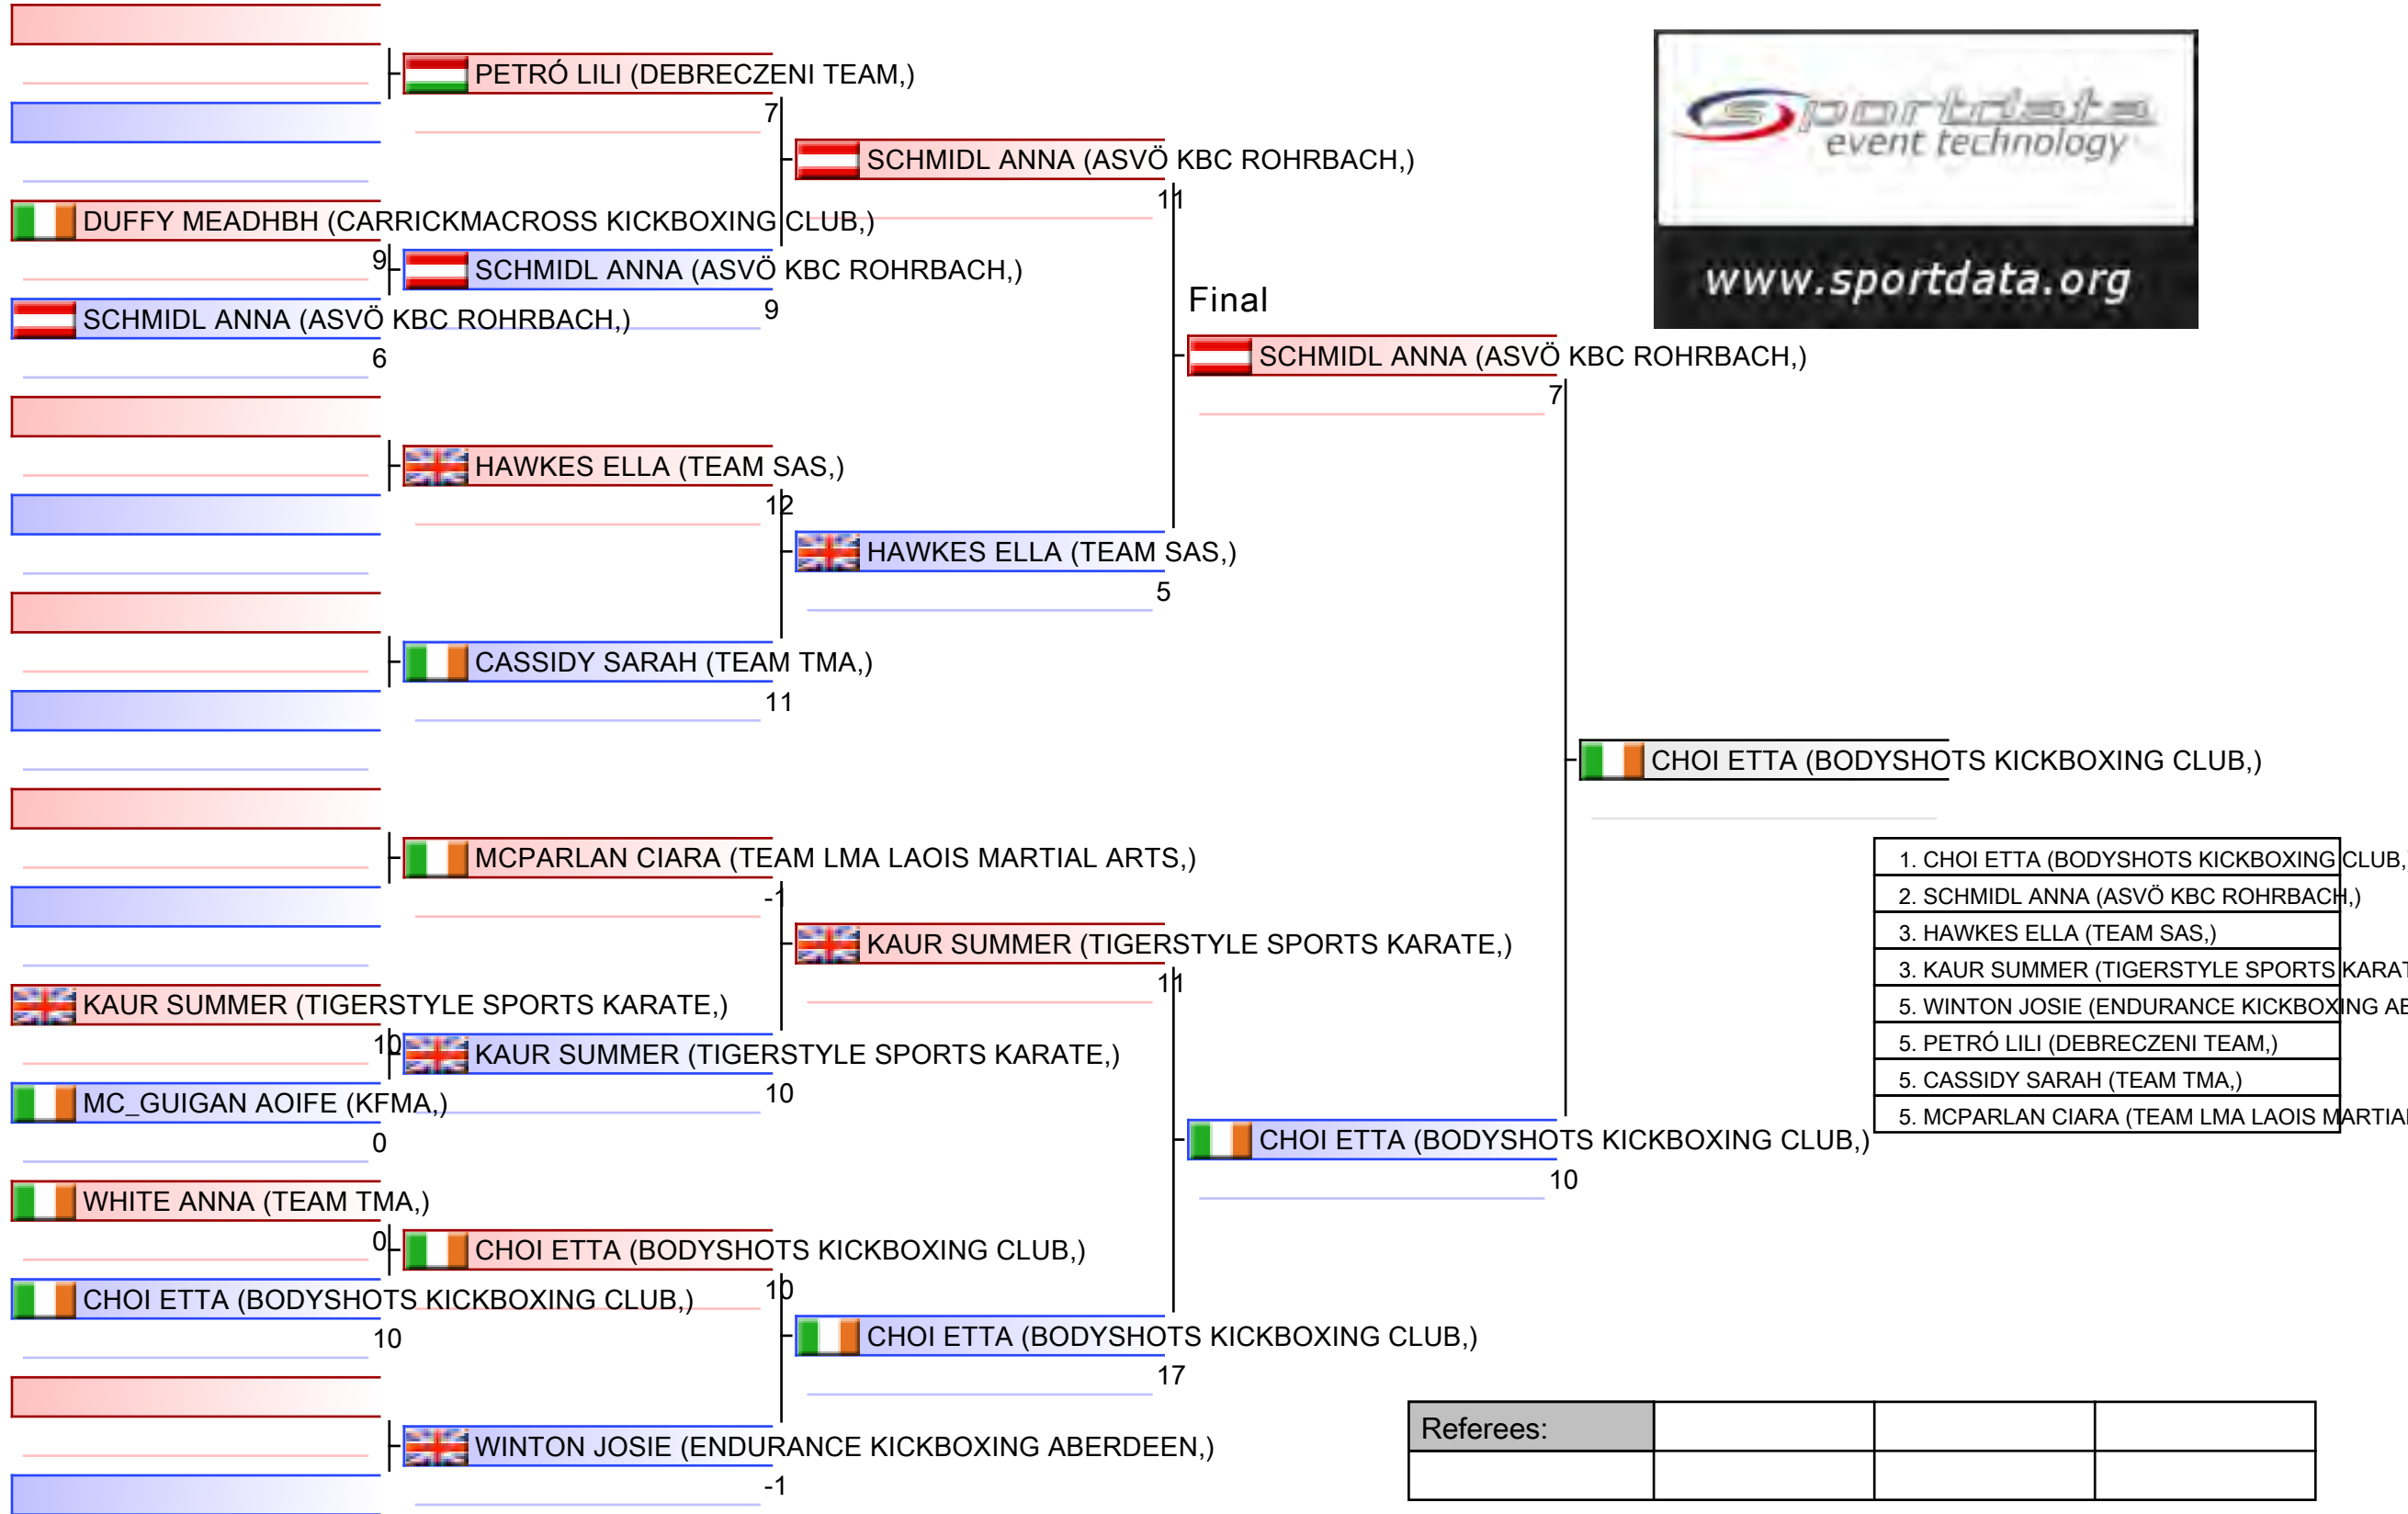 PETRÓ LILI (DEBRECZENI TEAM,)
7
DUFFY MEADHBH (CARRICKMACROSS KICKBOXING CLUB,)
9
SCHMIDL ANNA (ASVÖ KBC ROHRBACH,)
9
SCHMIDL ANNA (ASVÖ KBC ROHRBACH,)
6
SCHMIDL ANNA (ASVÖ KBC ROHRBACH,)
11
HAWKES ELLA (TEAM SAS,)
12
CASSIDY SARAH (TEAM TMA,)
11
HAWKES ELLA (TEAM SAS,)
5
Final
SCHMIDL ANNA (ASVÖ KBC ROHRBACH,)
7
MCPARLAN CIARA (TEAM LMA LAOIS MARTIAL ARTS,)
-1
KAUR SUMMER (TIGERSTYLE SPORTS KARATE,)
10
MC_GUIGAN AOIFE (KFMA,)
0
KAUR SUMMER (TIGERSTYLE SPORTS KARATE,)
10
KAUR SUMMER (TIGERSTYLE SPORTS KARATE,)
11
WHITE ANNA (TEAM TMA,)
0
CHOI ETTA (BODYSHOTS KICKBOXING CLUB,)
10
CHOI ETTA (BODYSHOTS KICKBOXING CLUB,)
10
WINTON JOSIE (ENDURANCE KICKBOXING ABERDEEN,)
-1
CHOI ETTA (BODYSHOTS KICKBOXING CLUB,)
17
CHOI ETTA (BODYSHOTS KICKBOXING CLUB,)
10
CHOI ETTA (BODYSHOTS KICKBOXING CLUB,)
sportdata
event technology
www.sportdata.org
1. CHOI ETTA (BODYSHOTS KICKBOXING CLUB,
2. SCHMIDL ANNA (ASVÖ KBC ROHRBACH,)
3. HAWKES ELLA (TEAM SAS,)
3. KAUR SUMMER (TIGERSTYLE SPORTS KARAT
5. WINTON JOSIE (ENDURANCE KICKBOXING AB
5. PETRÓ LILI (DEBRECZENI TEAM,)
5. CASSIDY SARAH (TEAM TMA,)
5. MCPARLAN CIARA (TEAM LMA LAOIS MARTIAL
Referees: